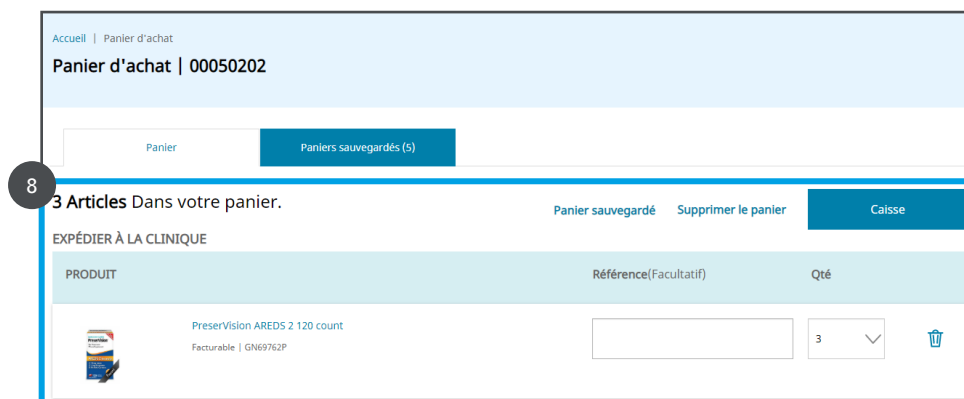 Accueil | Panier d'achat
Panier d'achat | 00050202
Panier Paniers sauvegardés (5)
8
3 Articles Dans votre panier.
Panier sauvegardé Supprimer le panier Caisse
EXPÉDIER À LA CLINIQUE
PRODUIT Référence(Facultatif) Qté
PreserVision AREDS 2 120 count
Facturable | GN69762P
3
PreserVision